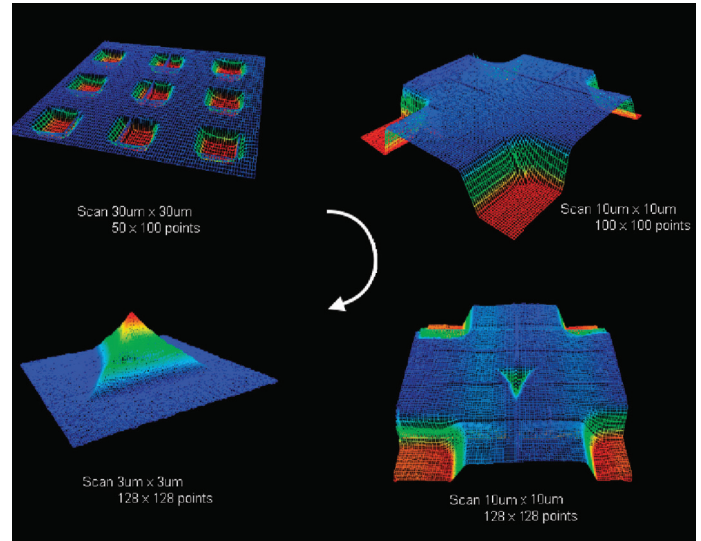 Scan 30um x 30um
50 x 100 points
Scan 10um x 10um
100 x 100 points
Scan 3um x 3um
128 x 128 points
Scan 10um x 10um
128 x 128 points